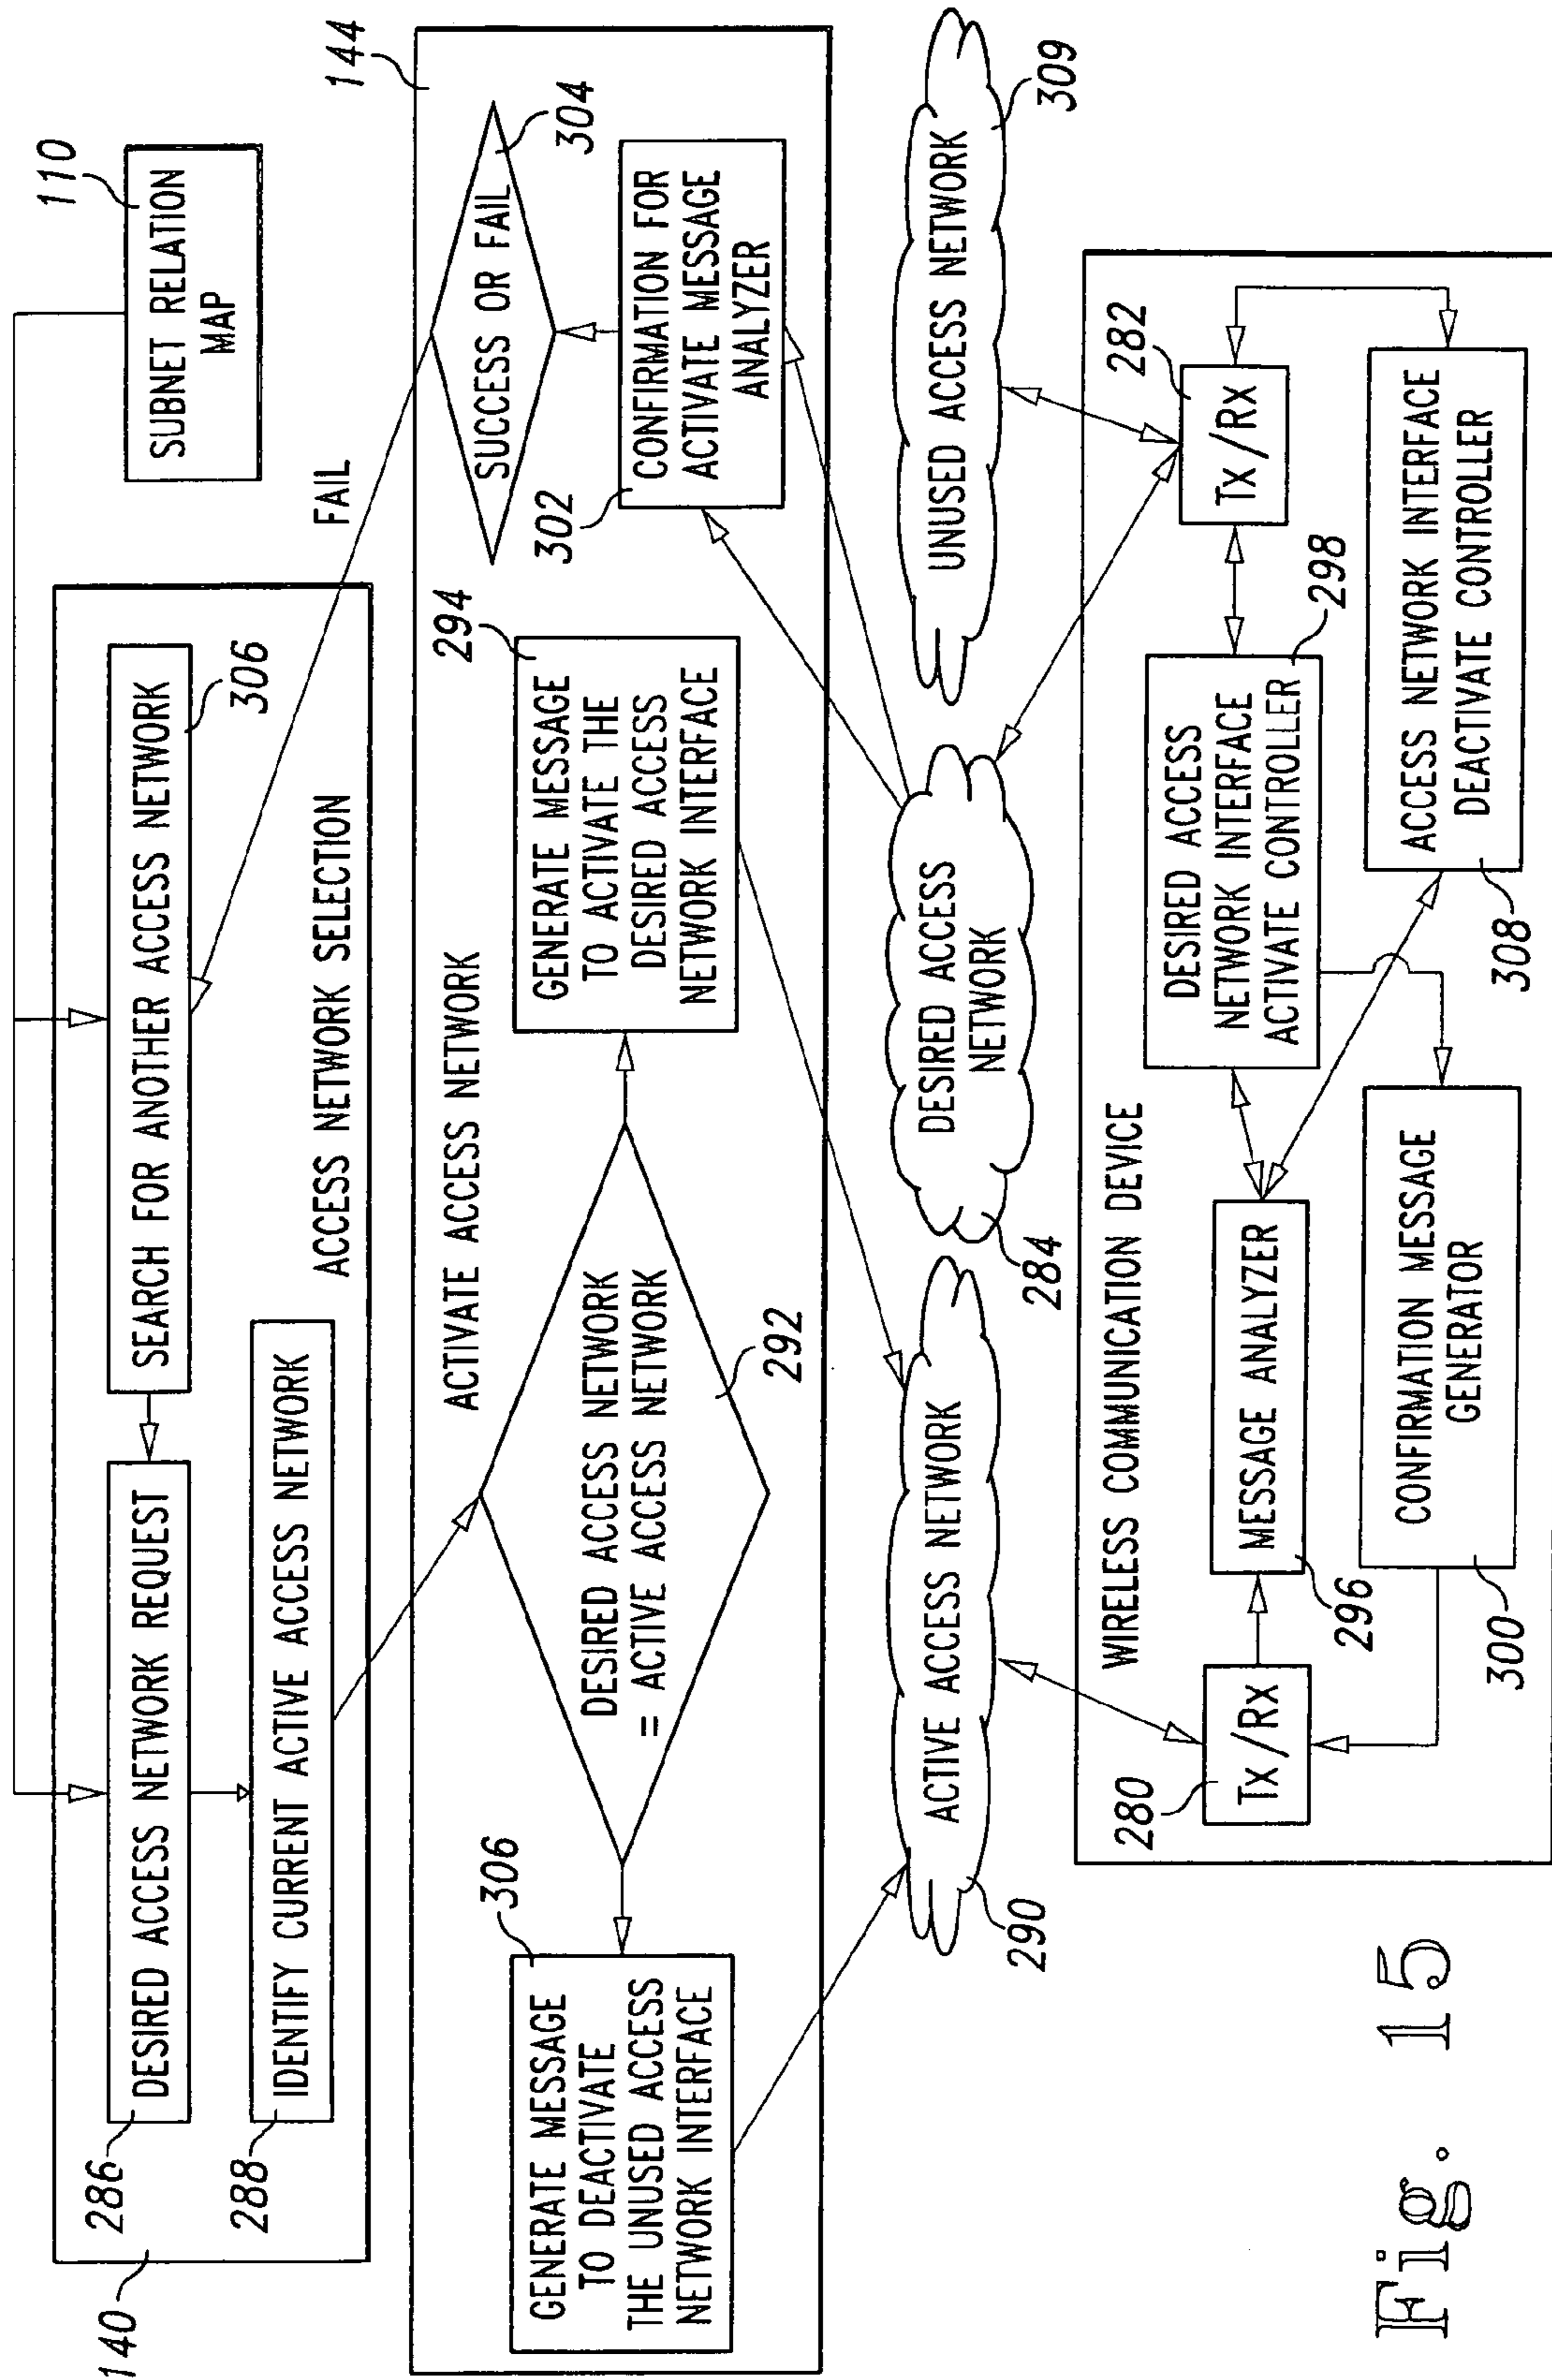 110
SUBNET RELATION
MAP
140
286
DESIRED ACCESS NETWORK REQUEST
SEARCH FOR ANOTHER ACCESS NETWORK
306
288
IDENTIFY CURRENT ACTIVE ACCESS NETWORK
ACCESS NETWORK SELECTION
FAIL
144
ACTIVATE ACCESS NETWORK
306
GENERATE MESSAGE
TO DEACTIVATE
THE UNUSED ACCESS
NETWORK INTERFACE
DESIRED ACCESS NETWORK
= ACTIVE ACCESS NETWORK
292
294
GENERATE MESSAGE
TO ACTIVATE THE
DESIRED ACCESS
NETWORK INTERFACE
SUCCESS OR FAIL
304
302
CONFIRMATION FOR
ACTIVATE MESSAGE
ANALYZER
ACTIVE ACCESS NETWORK
290
DESIRED ACCESS
NETWORK
284
UNUSED ACCESS NETWORK
309
WIRELESS COMMUNICATION DEVICE
280
Tx/Rx
MESSAGE ANALYZER
296
DESIRED ACCESS
NETWORK INTERFACE
ACTIVATE CONTROLLER
298
Tx/Rx
282
CONFIRMATION MESSAGE
GENERATOR
300
ACCESS NETWORK INTERFACE
DEACTIVATE CONTROLLER
308
Fig. 15